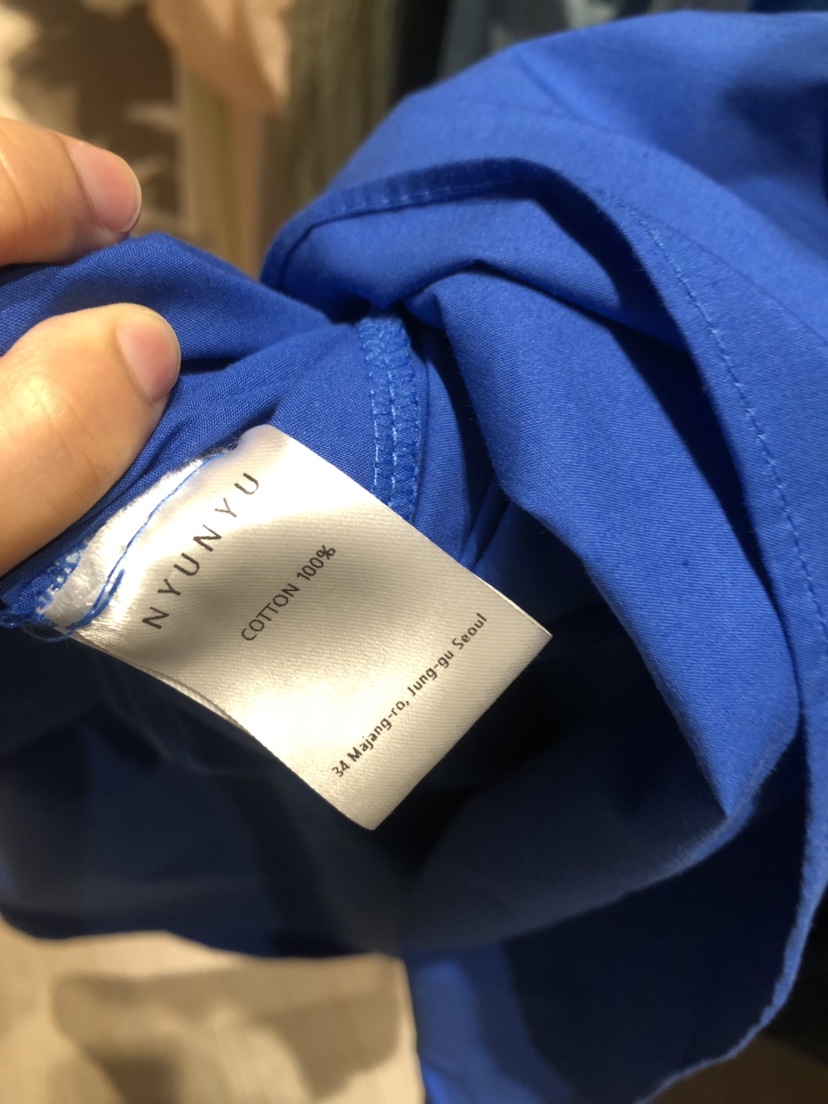 NYUNYU
COTTON 100%
34 Majang-ro, Jung-gu Seoul